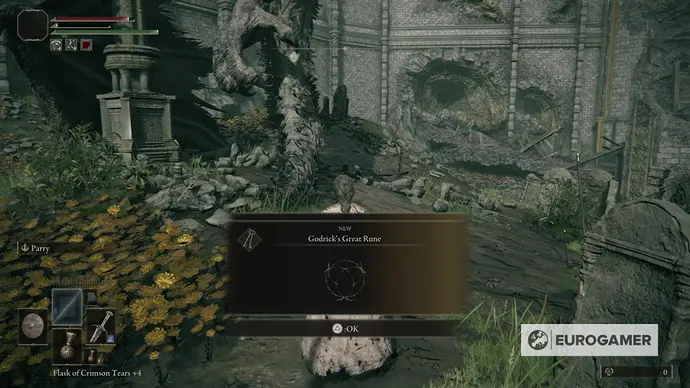 NEW
Godrick's Great Rune
:OK
Parry
Flask of Crimson Tears +4
EUROGAMER
0